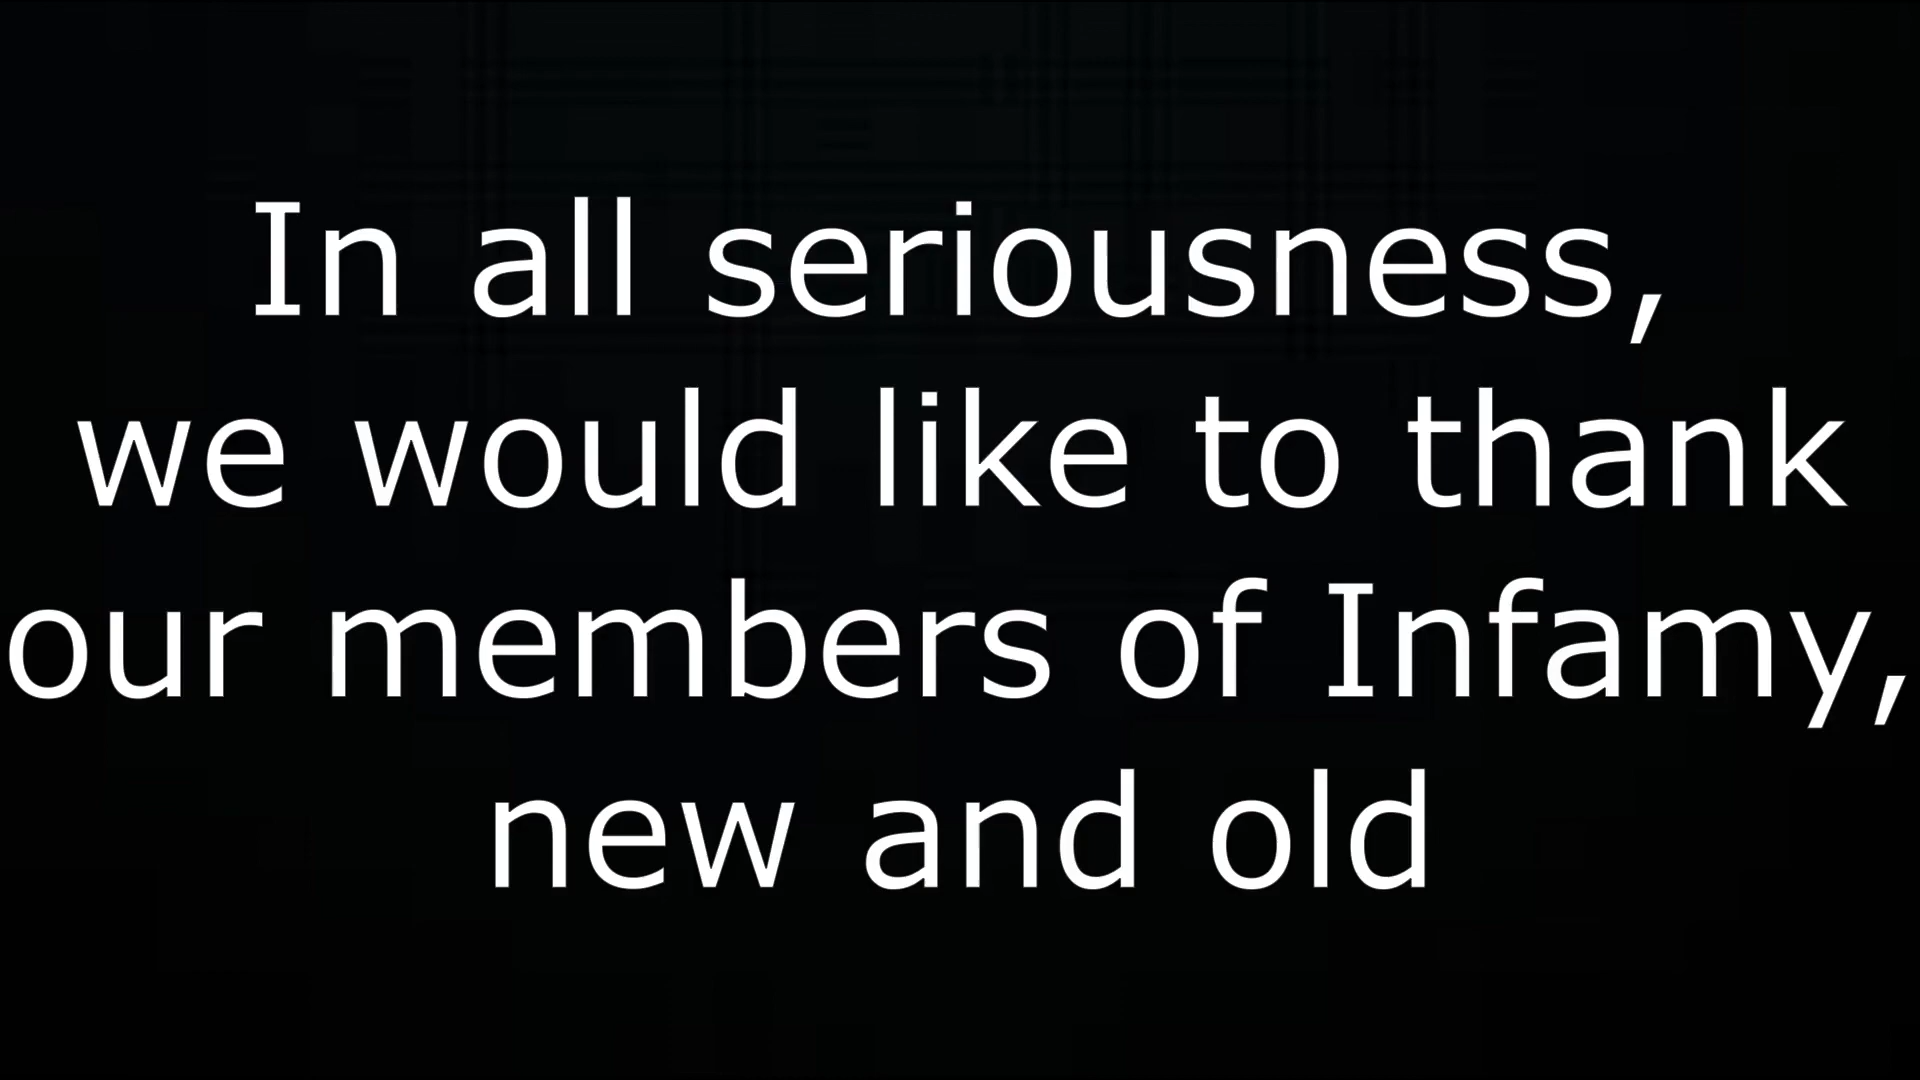 In all seriousness,
we would like to thank
our members of Infamy,
new and old